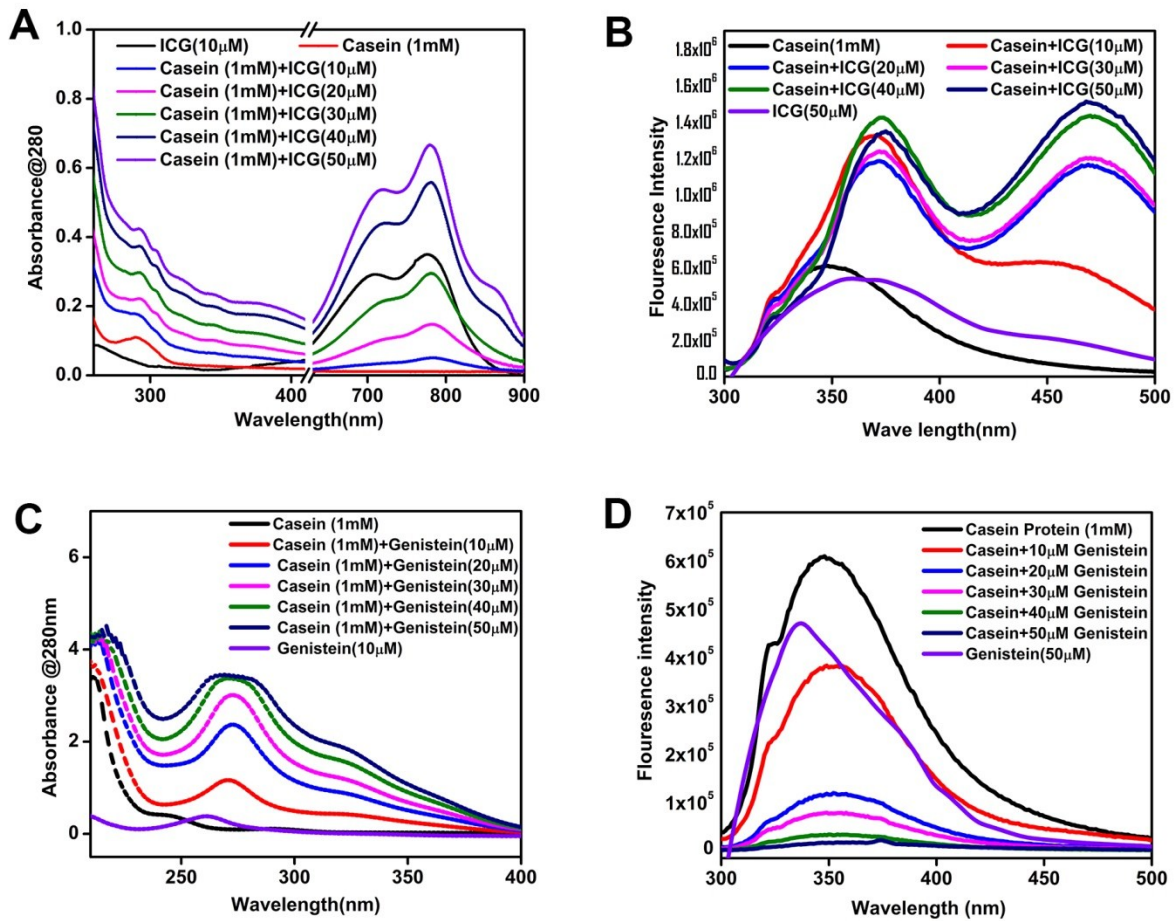 A
ICG(10μM) Casein (1mM)
Casein (1mM)+ICG(10μM)
Casein (1mM)+ICG(20μM)
Casein (1mM)+ICG(30μM)
Casein (1mM)+ICG(40μM)
Casein (1mM)+ICG(50μM)
1.0
0.8
0.6
0.4
0.2
0.0
Absorbance@280
300 400 700 800 900
Wavelength(nm)
B
Casein(1mM) Casein+ICG(10μM)
Casein+ICG(20μM) Casein+ICG(30μM)
Casein+ICG(40μM) Casein+ICG(50μM)
ICG(50μM)
1.8x10⁶
1.6x10⁶
1.4x10⁶
1.2x10⁶
1.0x10⁶
8.0x10⁵
6.0x10⁵
4.0x10⁵
2.0x10⁵
0.0
Flouresence Intensity
300 350 400 450 500
Wave length(nm)
C
Casein (1mM)
Casein (1mM)+Genistein(10μM)
Casein (1mM)+Genistein(20μM)
Casein (1mM)+Genistein(30μM)
Casein (1mM)+Genistein(40μM)
Casein (1mM)+Genistein(50μM)
Genistein(10μM)
6
4
2
0
Absorbance @280nm
250 300 350 400
Wavelength(nm)
D
Casein Protein (1mM)
Casein+10μM Genistein
Casein+20μM Genistein
Casein+30μM Genistein
Casein+40μM Genistein
Casein+50μM Genistein
Genistein(50μM)
7x10⁵
6x10⁵
5x10⁵
4x10⁵
3x10⁵
2x10⁵
1x10⁵
0
Flouresence intensity
300 350 400 450 500
Wavelength (nm)